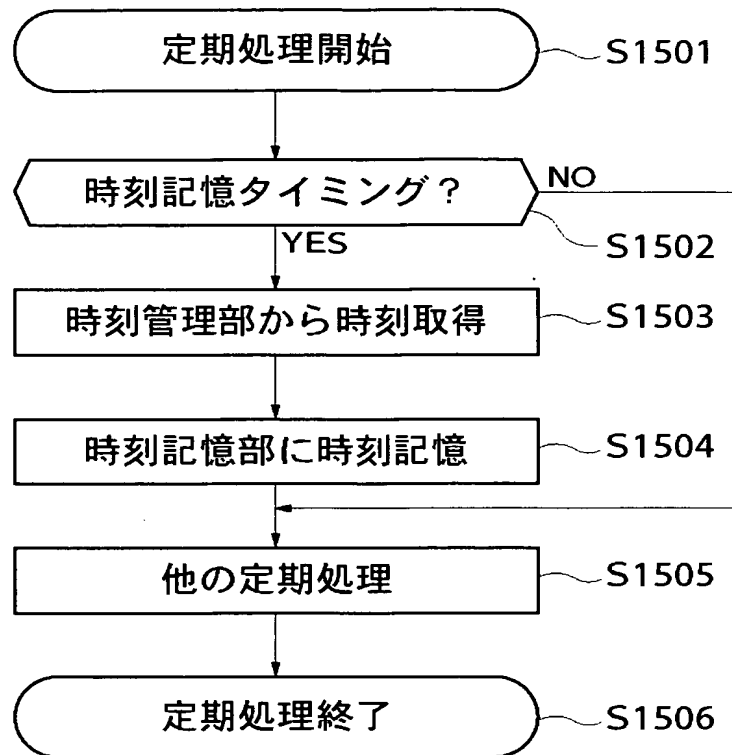 定期処理開始
S1501
時刻記憶タイミング？
NO
S1502
YES
時刻管理部から時刻取得
S1503
時刻記憶部に時刻記憶
S1504
他の定期処理
S1505
定期処理終了
S1506